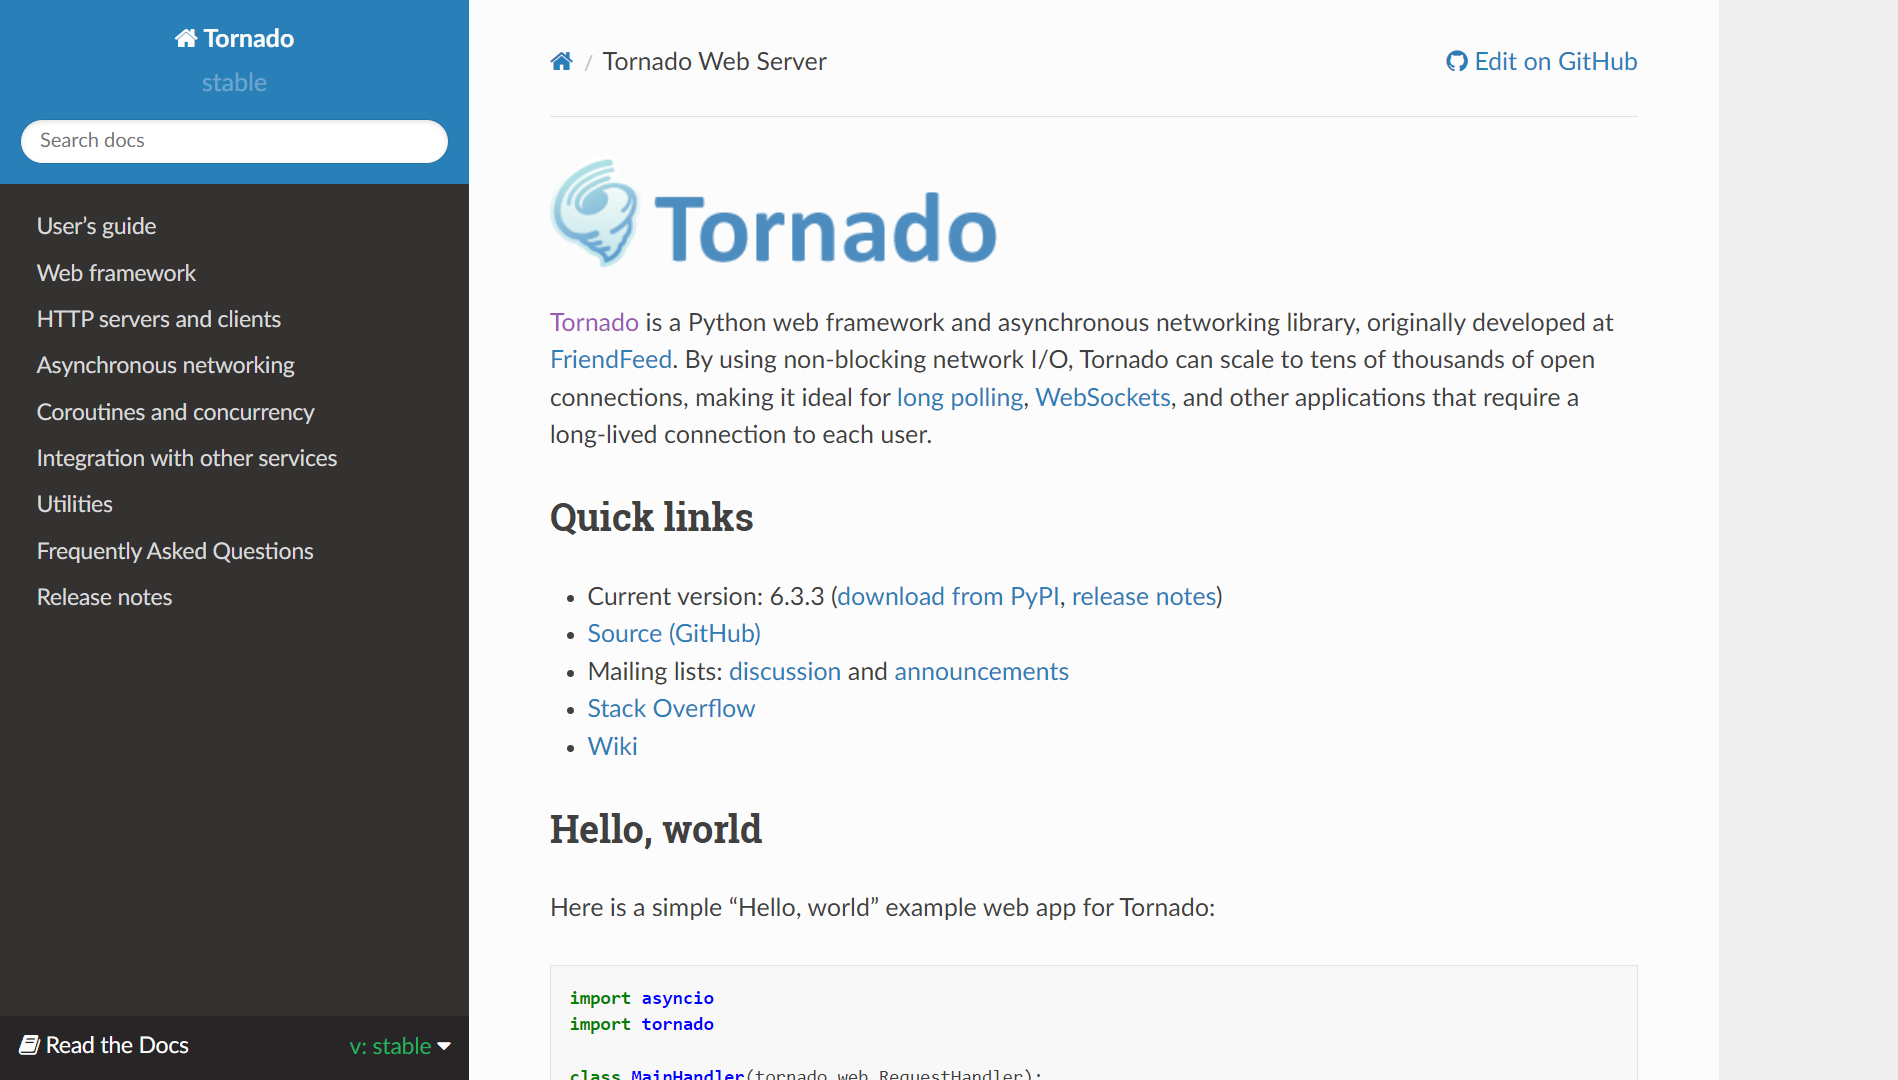 Tornado
stable
Search docs
User’s guide
Web framework
HTTP servers and clients
Asynchronous networking
Coroutines and concurrency
Integration with other services
Utilities
Frequently Asked Questions
Release notes
Read the Docs
v: stable
/ Tornado Web Server
Edit on GitHub
Tornado
Tornado is a Python web framework and asynchronous networking library, originally developed at
FriendFeed. By using non-blocking network I/O, Tornado can scale to tens of thousands of open
connections, making it ideal for long polling, WebSockets, and other applications that require a
long-lived connection to each user.
Quick links
• Current version: 6.3.3 (download from PyPI, release notes)
• Source (GitHub)
• Mailing lists: discussion and announcements
• Stack Overflow
• Wiki
Hello, world
Here is a simple “Hello, world” example web app for Tornado:
import asyncio
import tornado
class MainHandler(tornado.web.RequestHandler):